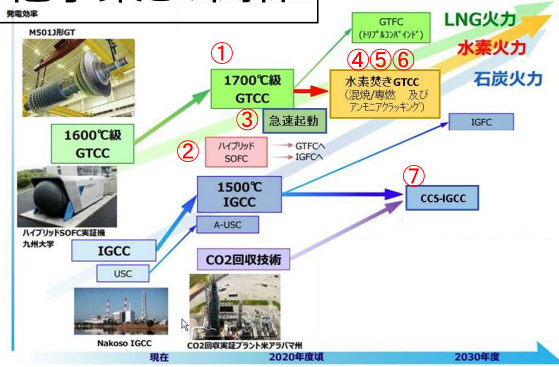 発電効率
M501J形GT
1600℃級
GTCC
ハイブリッドSOFC実証機
九州大学
①
1700℃級
GTCC
③
急速起動
②
ハイブリッド
SOFC
GTFCへ
IGFCへ
GTFC
(トリプルコンバインド)
④⑤⑥
水素焚きGTCC
(混焼/専燃 及び
アンモニアクラッキング)
LNG火力
水素火力
石炭火力
IGFC
⑦
CCS-IGCC
1500℃
IGCC
A-USC
IGCC
USC
CO2回収技術
Nakoso IGCC
CO2回収実証プラント米アラバマ州
現在
2020年度頃
2030年度